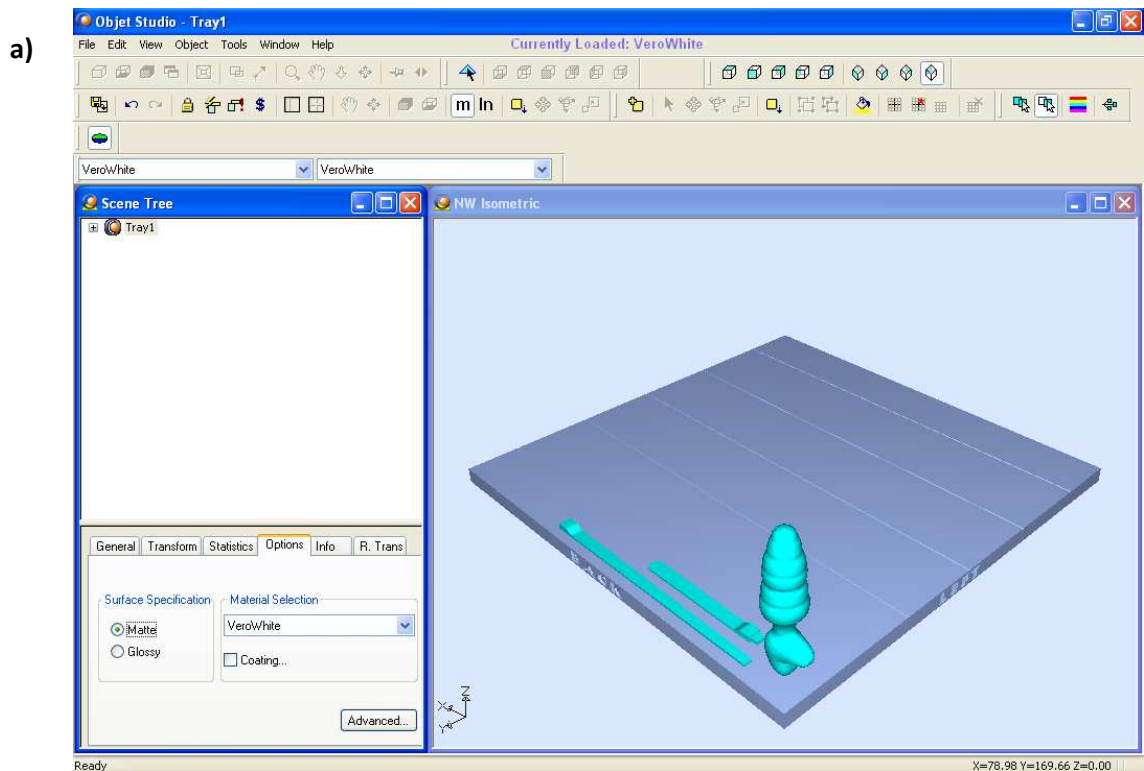 a)
Objet Studio - Tray1
File Edit View Object Tools Window Help
Currently Loaded: VeroWhite
$ m In
VeroWhite VeroWhite
Scene Tree
NW Isometric
Tray1
General Transform Statistics Options Info R. Trans
Surface Specification
Material Selection
Matte
VeroWhite
Glossy
Coating...
Advanced...
BACK
LEFT
Z
X
Y
Ready
X=78.98 Y=169.66 Z=0.00